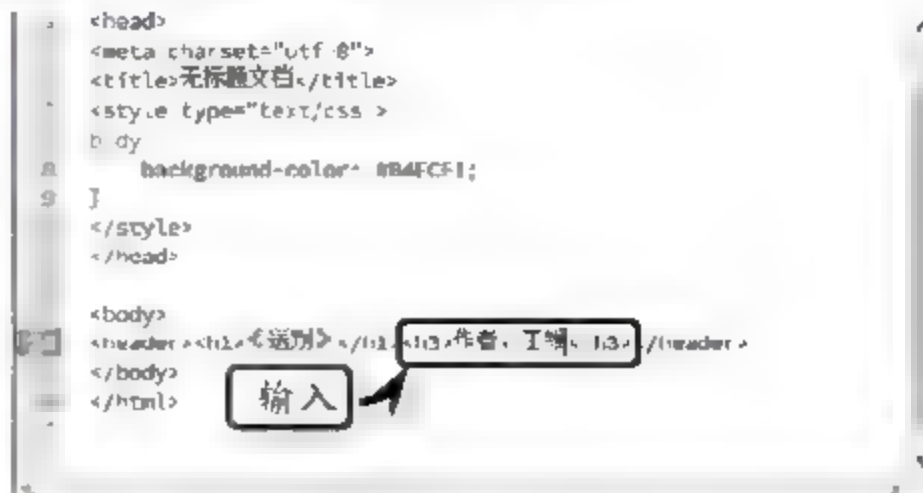 <head>
<meta charset="utf-8">
<title>无标题文档</title>
<style type="text/css">
body
8 background-color:
9 }
</style>
</head>
<body>
<header><h1>《送别》</h1><h3>作者：王维</h3></header>
</body>
</html>
输入